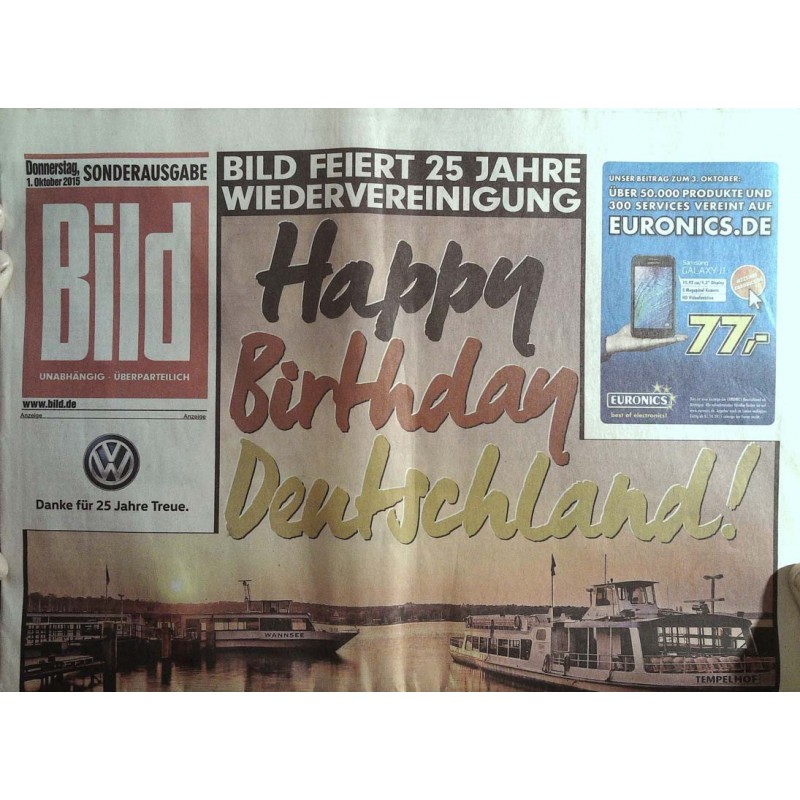 Donnerstag,
1. Oktober 2015
SONDERAUSGABE
Bild
UNABHÄNGIG · ÜBERPARTEILICH
www.bild.de
Anzeige
Anzeige
Danke für 25 Jahre Treue.
BILD FEIERT 25 JAHRE
WIEDERVEREINIGUNG
Happy
Birthday
Deutschland!
UNSER BEITRAG ZUM 3. OKTOBER:
ÜBER 50.000 PRODUKTE UND
300 SERVICES VEREINT AUF
EURONICS.DE
Samsung
GALAXY J1
77,-
EURONICS
best of electronics!
WANNSEE
TEMPELHOF